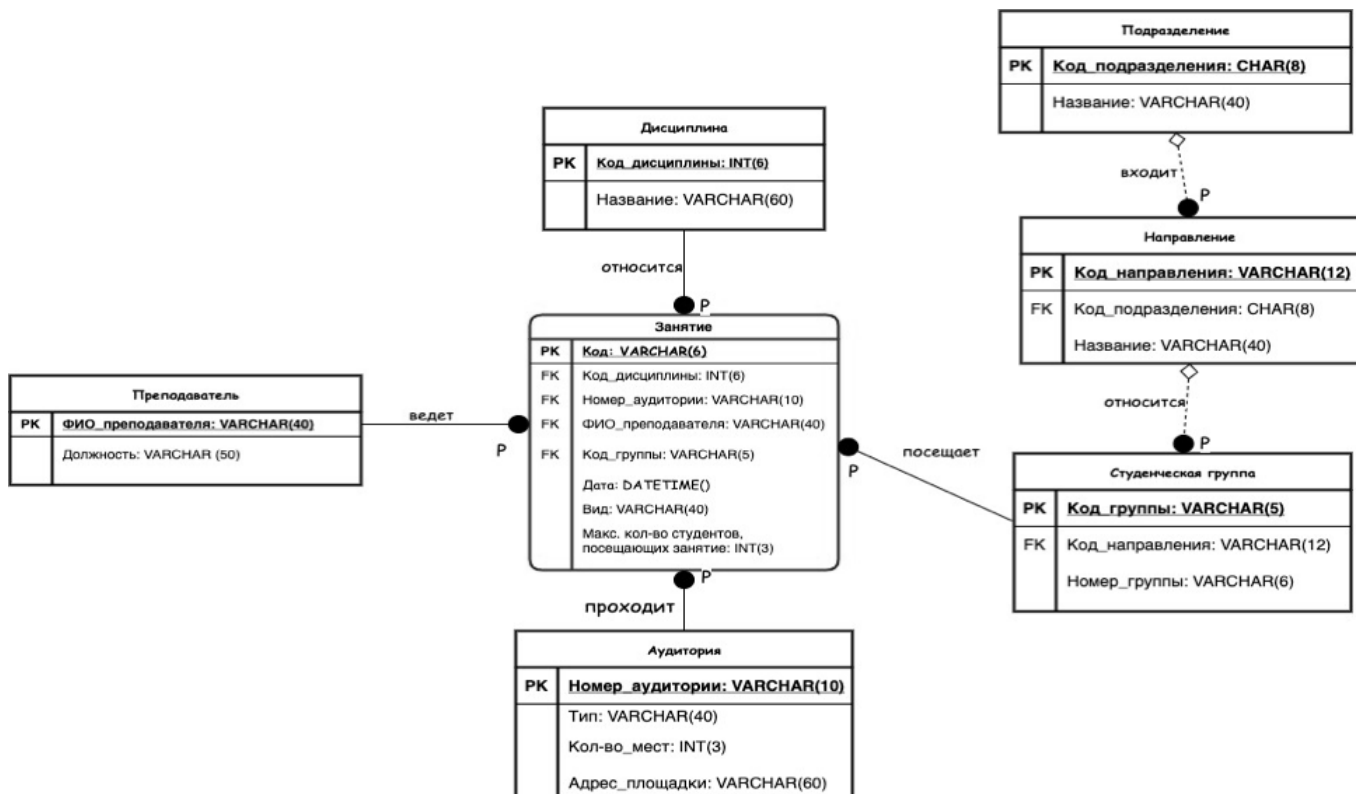 Подразделение
PK Код_подразделения: CHAR(8)
Название: VARCHAR(40)
входит
P
Дисциплина
PK Код_дисциплины: INT(6)
Название: VARCHAR(60)
относится
P
Направление
PK Код_направления: VARCHAR(12)
FK Код_подразделения: CHAR(8)
Название: VARCHAR(40)
относится
P
Занятие
PK Код: VARCHAR(6)
FK Код_дисциплины: INT(6)
FK Номер_аудитории: VARCHAR(10)
FK ФИО_преподавателя: VARCHAR(40)
FK Код_группы: VARCHAR(5)
Дата: DATETIME()
Вид: VARCHAR(40)
Макс. кол-во студентов,
посещающих занятие: INT(3)
Преподаватель
PK ФИО_преподавателя: VARCHAR(40)
Должность: VARCHAR (50)
ведет
P
посещает
P
Студенческая группа
PK Код_группы: VARCHAR(5)
FK Код_направления: VARCHAR(12)
Номер_группы: VARCHAR(6)
P
проходит
Аудитория
PK Номер_аудитории: VARCHAR(10)
Тип: VARCHAR(40)
Кол-во_мест: INT(3)
Адрес_площадки: VARCHAR(60)